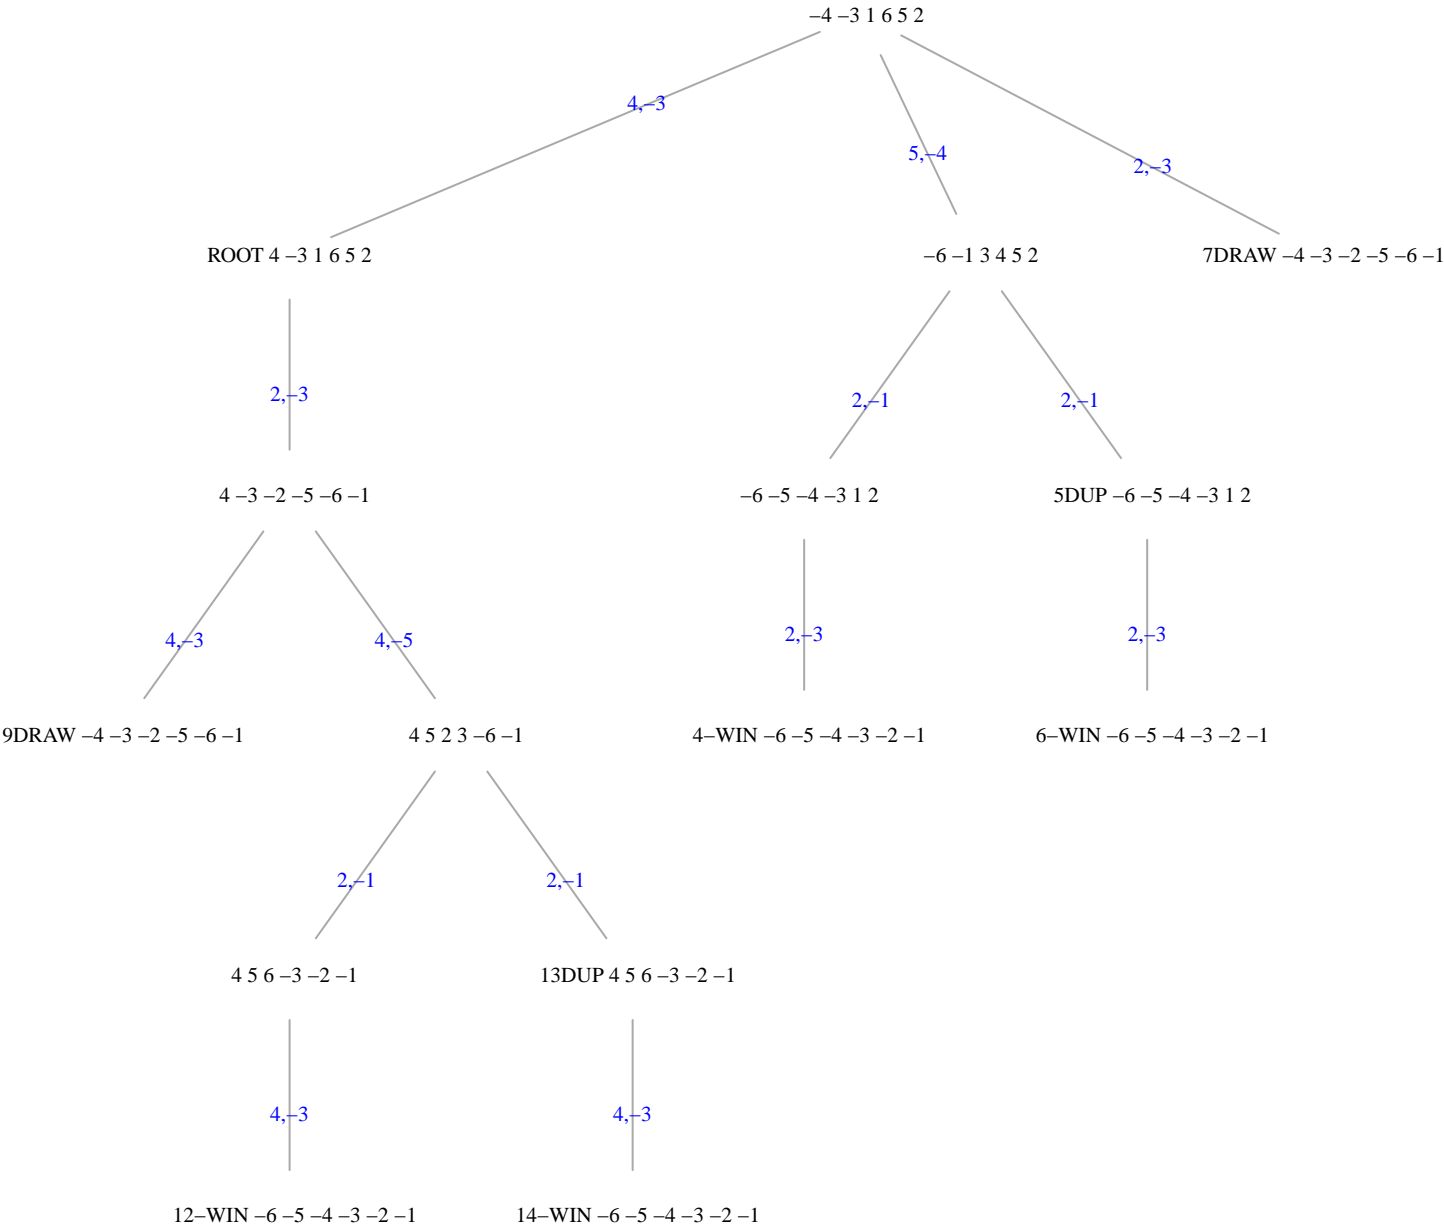 –4 –3 1 6 5 2
4,–3
5,–4
2,–3
ROOT 4 –3 1 6 5 2
–6 –1 3 4 5 2
7DRAW –4 –3 –2 –5 –6 –1
2,–3
2,–1
2,–1
4 –3 –2 –5 –6 –1
–6 –5 –4 –3 1 2
5DUP –6 –5 –4 –3 1 2
4,–3
4,–5
2,–3
2,–3
9DRAW –4 –3 –2 –5 –6 –1
4 5 2 3 –6 –1
4–WIN –6 –5 –4 –3 –2 –1
6–WIN –6 –5 –4 –3 –2 –1
2,–1
2,–1
4 5 6 –3 –2 –1
13DUP 4 5 6 –3 –2 –1
4,–3
4,–3
12–WIN –6 –5 –4 –3 –2 –1
14–WIN –6 –5 –4 –3 –2 –1